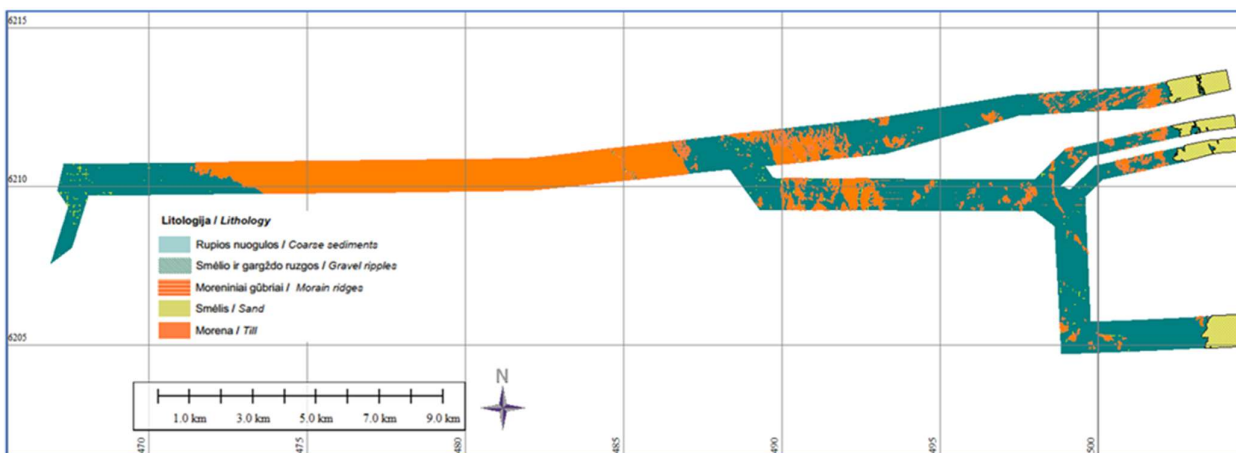 6215
6210
Litologija / Lithology
Rupios nuogulos / Coarse sediments
Smėlio ir gargždo ruzgos / Gravel ripples
Moreniniai gūbriai / Morain ridges
Smėlis / Sand
Morena / Till
6205
N
1.0 km 3.0 km 5.0 km 7.0 km 9.0 km
470 475 480 485 490 495 500